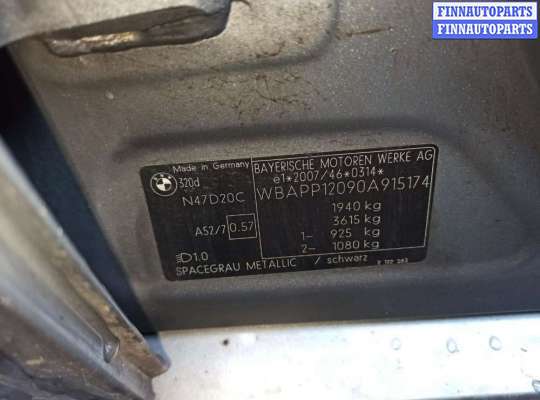 FINNAUTOPARTS
FINNAUTOPARTS
Made in Germany
BAYERISCHE MOTOREN WERKE AG
320d
e1*2007/46*0314*
N47D20C
WBAPP12090A915174
1940 kg
A52/7 0.57
3615 kg
1- 925 kg
1.0
2- 1080 kg
SPACEGRAU METALLIC / schwarz